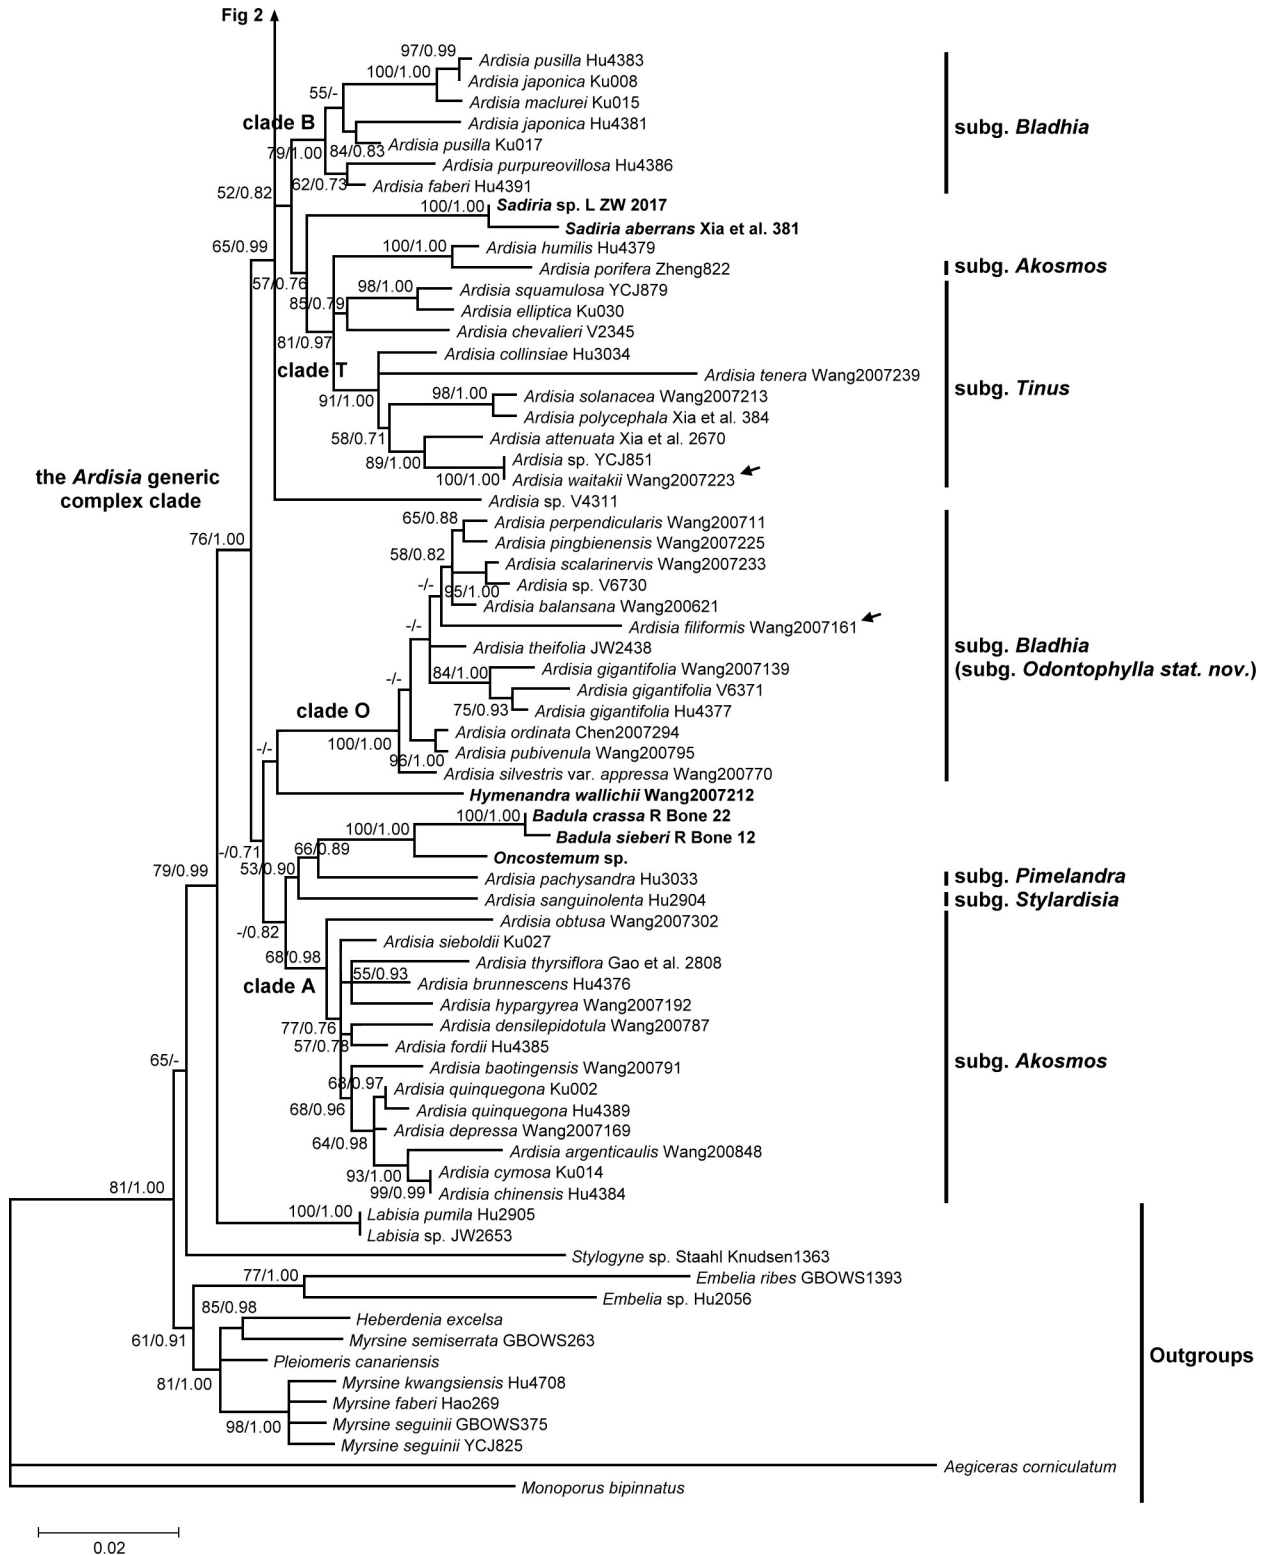 Fig 2
97/0.99
Ardisia pusilla Hu4383
100/1.00
Ardisia japonica Ku008
55/-
Ardisia maclurei Ku015
clade B
Ardisia japonica Hu4381
79/1.00
84/0.83
Ardisia pusilla Ku017
subg. Bladhia
Ardisia purpureovillosa Hu4386
62/0.73
Ardisia faberi Hu4391
52/0.82
100/1.00
Sadiria sp. L ZW 2017
Sadiria aberrans Xia et al. 381
65/0.99
100/1.00
Ardisia humilis Hu4379
Ardisia porifera Zheng822
subg. Akosmos
57/0.76
98/1.00
Ardisia squamulosa YCJ879
85/0.79
Ardisia elliptica Ku030
Ardisia chevalieri V2345
81/0.97
Ardisia collinsiae Hu3034
clade T
Ardisia tenera Wang2007239
subg. Tinus
91/1.00
98/1.00
Ardisia solanacea Wang2007213
Ardisia polycephala Xia et al. 384
58/0.71
Ardisia attenuata Xia et al. 2670
89/1.00
Ardisia sp. YCJ851
100/1.00
Ardisia waitakii Wang2007223
the Ardisia generic
complex clade
Ardisia sp. V4311
65/0.88
Ardisia perpendicularis Wang200711
76/1.00
Ardisia pingbienensis Wang2007225
58/0.82
Ardisia scalarinervis Wang2007233
-/-
95/1.00
Ardisia sp. V6730
Ardisia balansana Wang200621
-/-
Ardisia filiformis Wang2007161
Ardisia theifolia JW2438
subg. Bladhia
(subg. Odontophylla stat. nov.)
-/-
84/1.00
Ardisia gigantifolia Wang2007139
Ardisia gigantifolia V6371
75/0.93
Ardisia gigantifolia Hu4377
clade O
Ardisia ordinata Chen2007294
100/1.00
Ardisia pubivenula Wang200795
-/-
96/1.00
Ardisia silvestris var. appressa Wang200770
Hymenandra wallichii Wang2007212
100/1.00
Badula crassa R Bone 22
100/1.00
Badula sieberi R Bone 12
-/0.71
66/0.89
Oncostemum sp.
79/0.99
53/0.90
Ardisia pachysandra Hu3033
subg. Pimelandra
Ardisia sanguinolenta Hu2904
subg. Stylardisia
-/0.82
Ardisia obtusa Wang2007302
Ardisia sieboldii Ku027
68/0.98
Ardisia thyrsiflora Gao et al. 2808
55/0.93
clade A
Ardisia brunnescens Hu4376
Ardisia hypargyrea Wang2007192
77/0.76
Ardisia densilepidotula Wang200787
57/0.78
Ardisia fordii Hu4385
65/-
Ardisia baotingensis Wang200791
subg. Akosmos
68/0.97
Ardisia quinquegona Ku002
68/0.96
Ardisia quinquegona Hu4389
Ardisia depressa Wang2007169
64/0.98
Ardisia argenticaulis Wang200848
93/1.00
Ardisia cymosa Ku014
99/0.99
Ardisia chinensis Hu4384
81/1.00
100/1.00
Labisia pumila Hu2905
Labisia sp. JW2653
Stylogyne sp. Staahl Knudsen1363
77/1.00
Embelia ribes GBOWS1393
Embelia sp. Hu2056
85/0.98
Heberdenia excelsa
61/0.91
Myrsine semiserrata GBOWS263
Outgroups
Pleiomeris canariensis
81/1.00
Myrsine kwangsiensis Hu4708
Myrsine faberi Hao269
98/1.00
Myrsine seguinii GBOWS375
Myrsine seguinii YCJ825
Aegiceras corniculatum
Monoporus bipinnatus
0.02